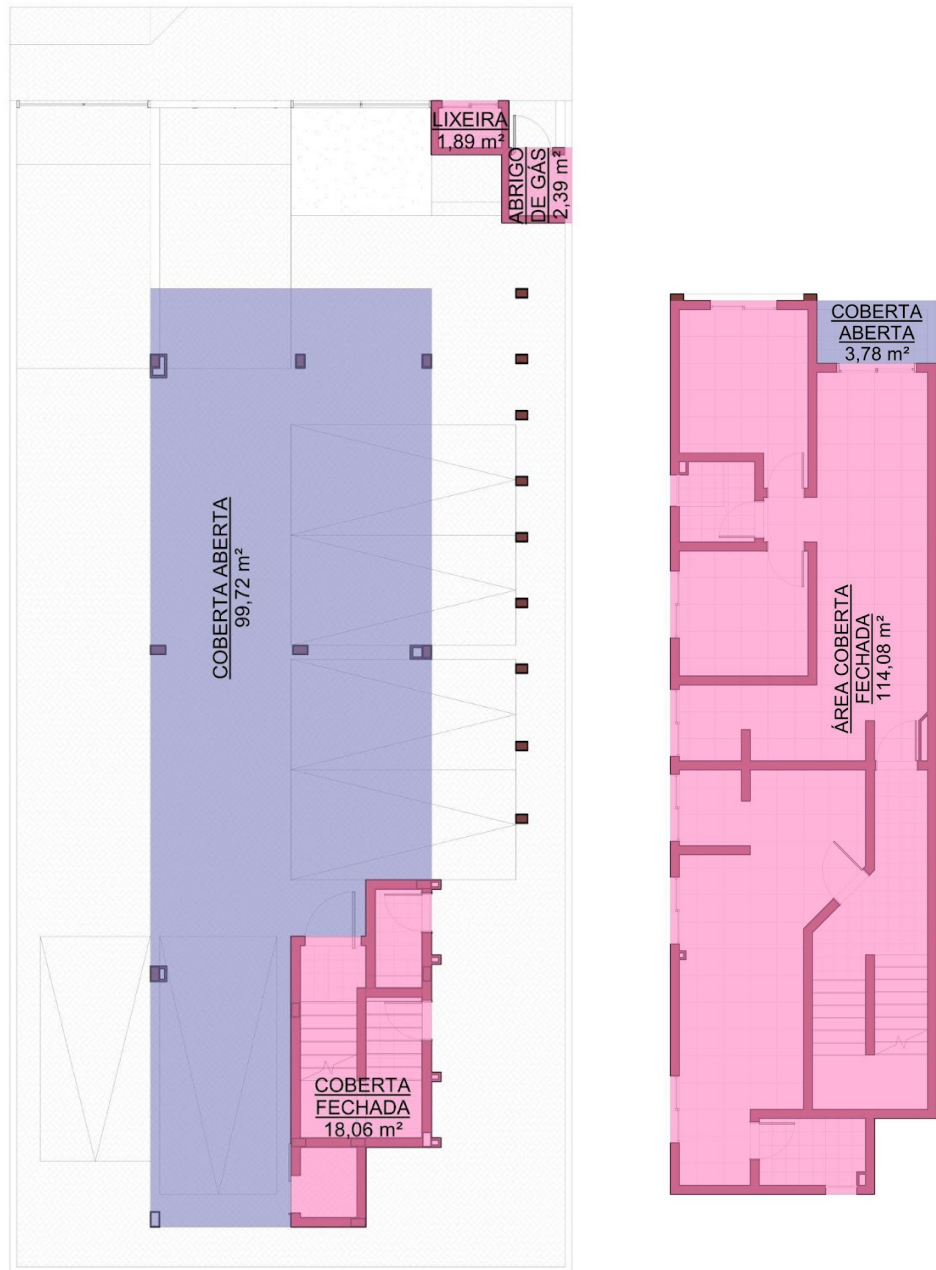 LIXEIRA
1,89 m²
ABRIGO
DE GÁS
2,39 m²
COBERTA ABERTA
99,72 m²
COBERTA
FECHADA
18,06 m²
COBERTA
ABERTA
3,78 m²
ÁREA COBERTA
FECHADA
114,08 m²